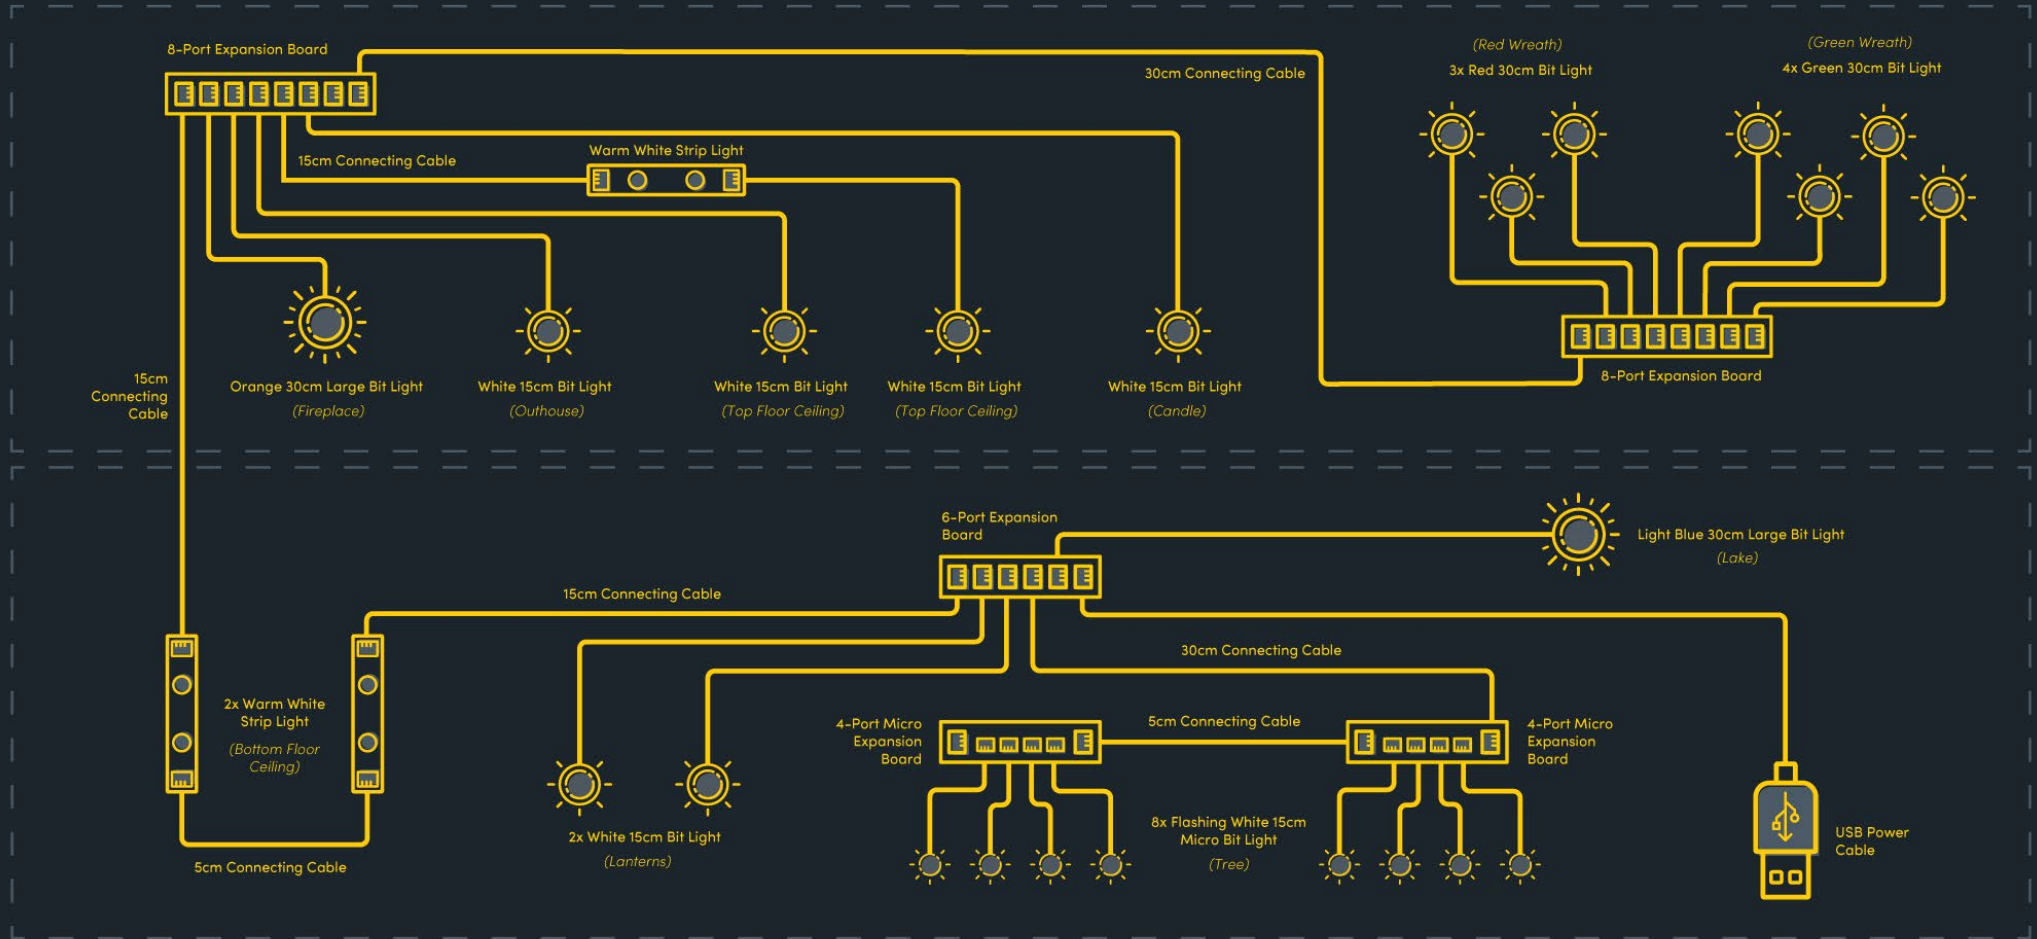 8-Port Expansion Board
30cm Connecting Cable
(Red Wreath)
3x Red 30cm Bit Light
(Green Wreath)
4x Green 30cm Bit Light
15cm Connecting Cable
Warm White Strip Light
15cm
Connecting
Cable
Orange 30cm Large Bit Light
(Fireplace)
White 15cm Bit Light
(Outhouse)
White 15cm Bit Light
(Top Floor Ceiling)
White 15cm Bit Light
(Top Floor Ceiling)
White 15cm Bit Light
(Candle)
8-Port Expansion Board
6-Port Expansion
Board
Light Blue 30cm Large Bit Light
(Lake)
15cm Connecting Cable
30cm Connecting Cable
2x Warm White
Strip Light
(Bottom Floor
Ceiling)
5cm Connecting Cable
2x White 15cm Bit Light
(Lanterns)
4-Port Micro
Expansion
Board
5cm Connecting Cable
4-Port Micro
Expansion
Board
8x Flashing White 15cm
Micro Bit Light
(Tree)
USB Power
Cable